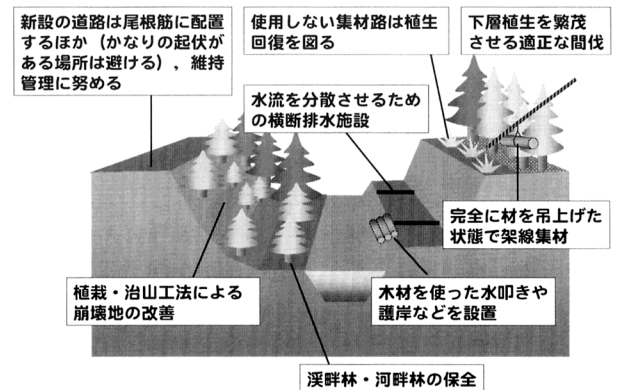 新設の道路は尾根筋に配置
するほか（かなりの起伏が
ある場所は避ける），維持
管理に努める
使用しない集材路は植生
回復を図る
下層植生を繁茂
させる適正な間伐
水流を分散させるため
の横断排水施設
完全に材を吊上げた
状態で架線集材
植栽・治山工法による
崩壊地の改善
木材を使った水叩きや
護岸などを設置
渓畔林・河畔林の保全